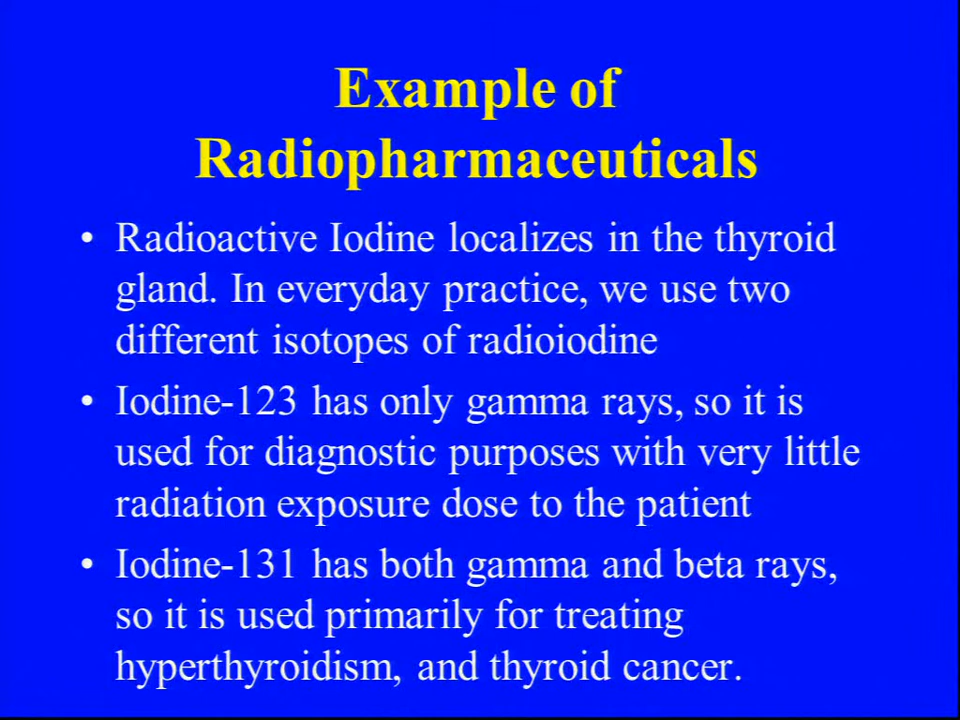 Example of
Radiopharmaceuticals
• Radioactive Iodine localizes in the thyroid
gland. In everyday practice, we use two
different isotopes of radioiodine
• Iodine-123 has only gamma rays, so it is
used for diagnostic purposes with very little
radiation exposure dose to the patient
• Iodine-131 has both gamma and beta rays,
so it is used primarily for treating
hyperthyroidism, and thyroid cancer.